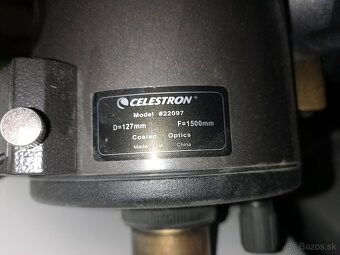 CELESTRON®
Model #22097
D=127mm F=1500mm
Coated Optics
Made in China
© Bazos.sk